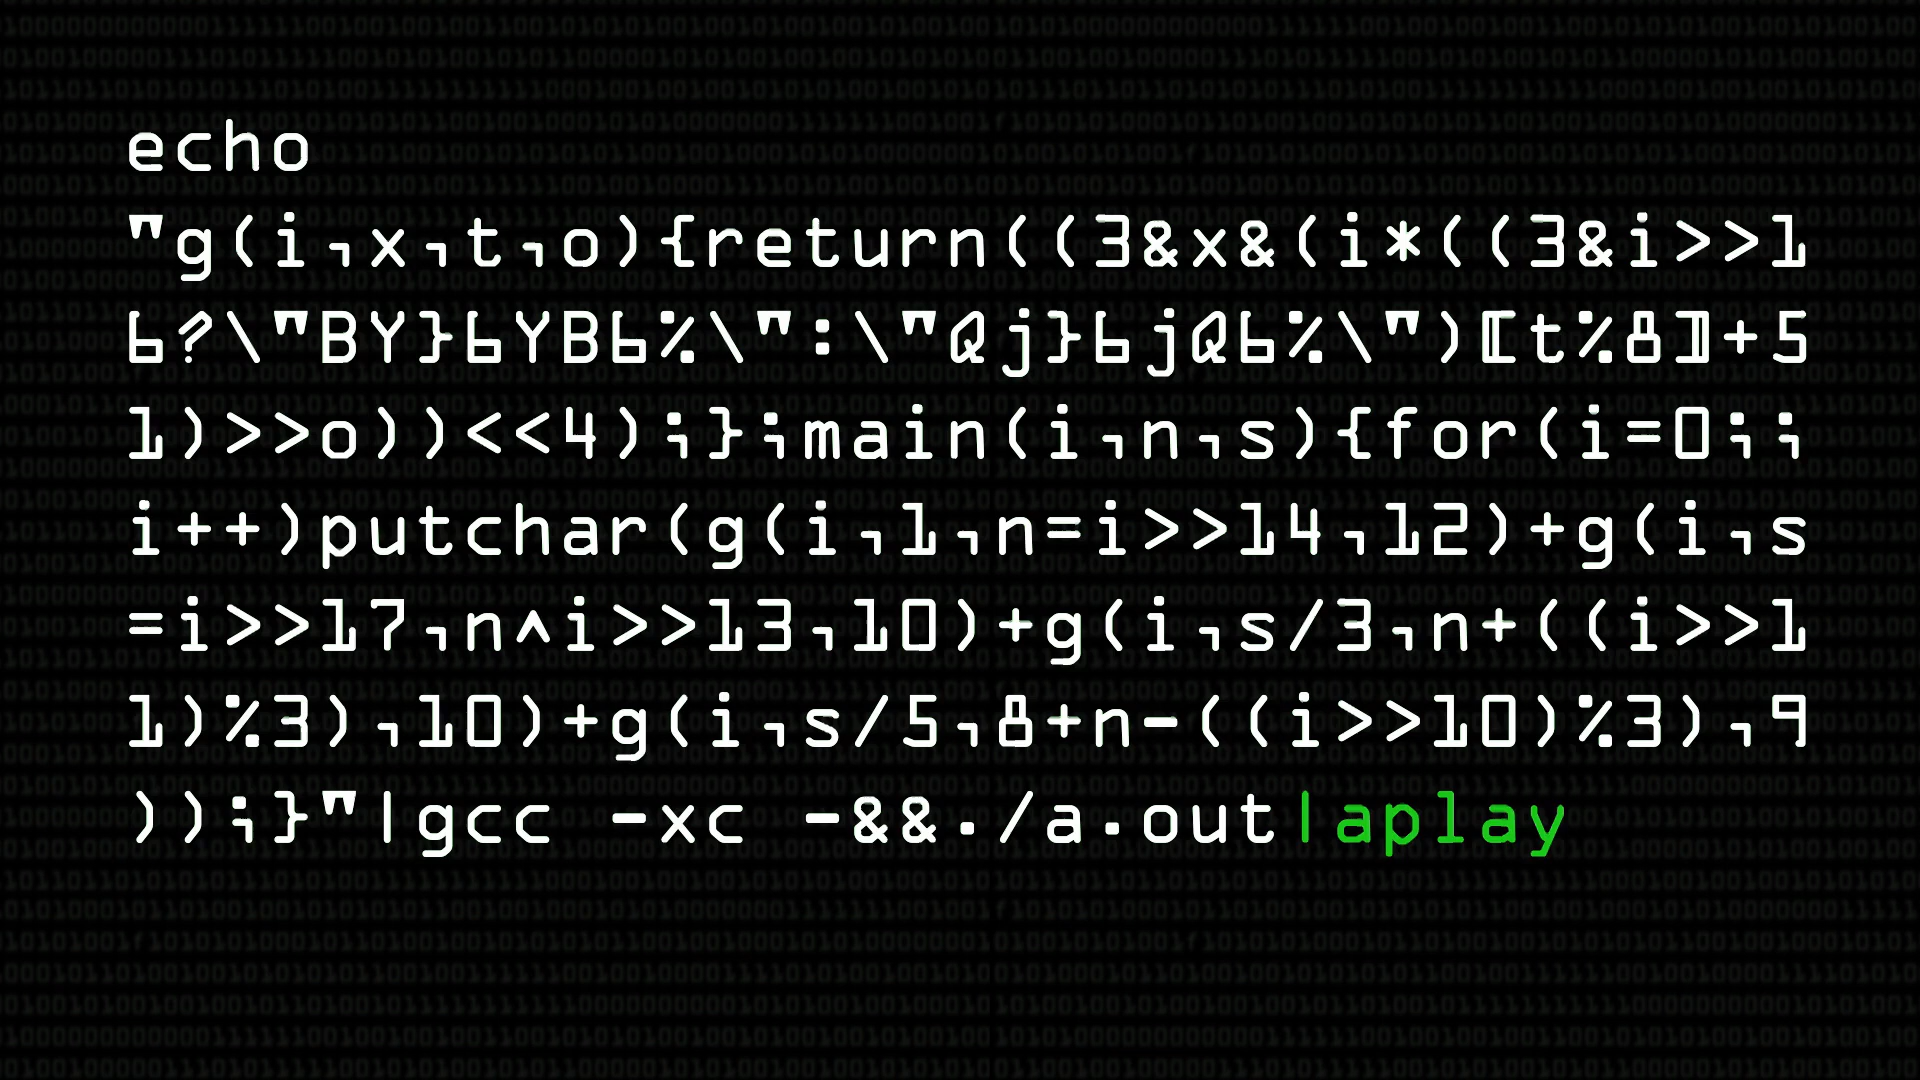 echo
"g(i,x,t,o){return((3&x&(i*((3&i>>1
6?\"BY}6YB6%\":\"Qj}6jQ6%\")[t%8]+5
1)>>o))<<4);};main(i,n,s){for(i=0;;
i++)putchar(g(i,1,n=i>>14,12)+g(i,s
=i>>17,n^i>>13,10)+g(i,s/3,n+((i>>1
1)%3),10)+g(i,s/5,8+n-((i>>10)%3),9
));}"|gcc -xc -&&./a.out|aplay